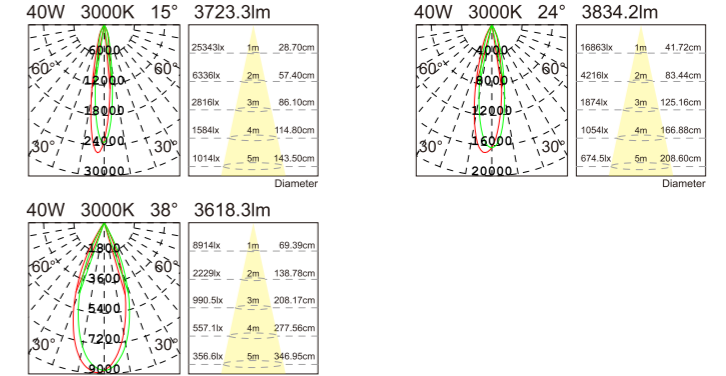 40W 3000K 15° 3723.3lm
6000
12000
18000
24000
30000
60° 60°
30° 30°
25343lx 1m 28.70cm
6336lx 2m 57.40cm
2816lx 3m 86.10cm
1584lx 4m 114.80cm
1014lx 5m 143.50cm
Diameter
40W 3000K 24° 3834.2lm
4000
8000
12000
16000
20000
60° 60°
30° 30°
16863lx 1m 41.72cm
4216lx 2m 83.44cm
1874lx 3m 125.16cm
1054lx 4m 166.88cm
674.5lx 5m 208.60cm
Diameter
40W 3000K 38° 3618.3lm
1800
3600
5400
7200
9000
60° 60°
30° 30°
8914lx 1m 69.39cm
2229lx 2m 138.78cm
990.5lx 3m 208.17cm
557.1lx 4m 277.56cm
356.6lx 5m 346.95cm